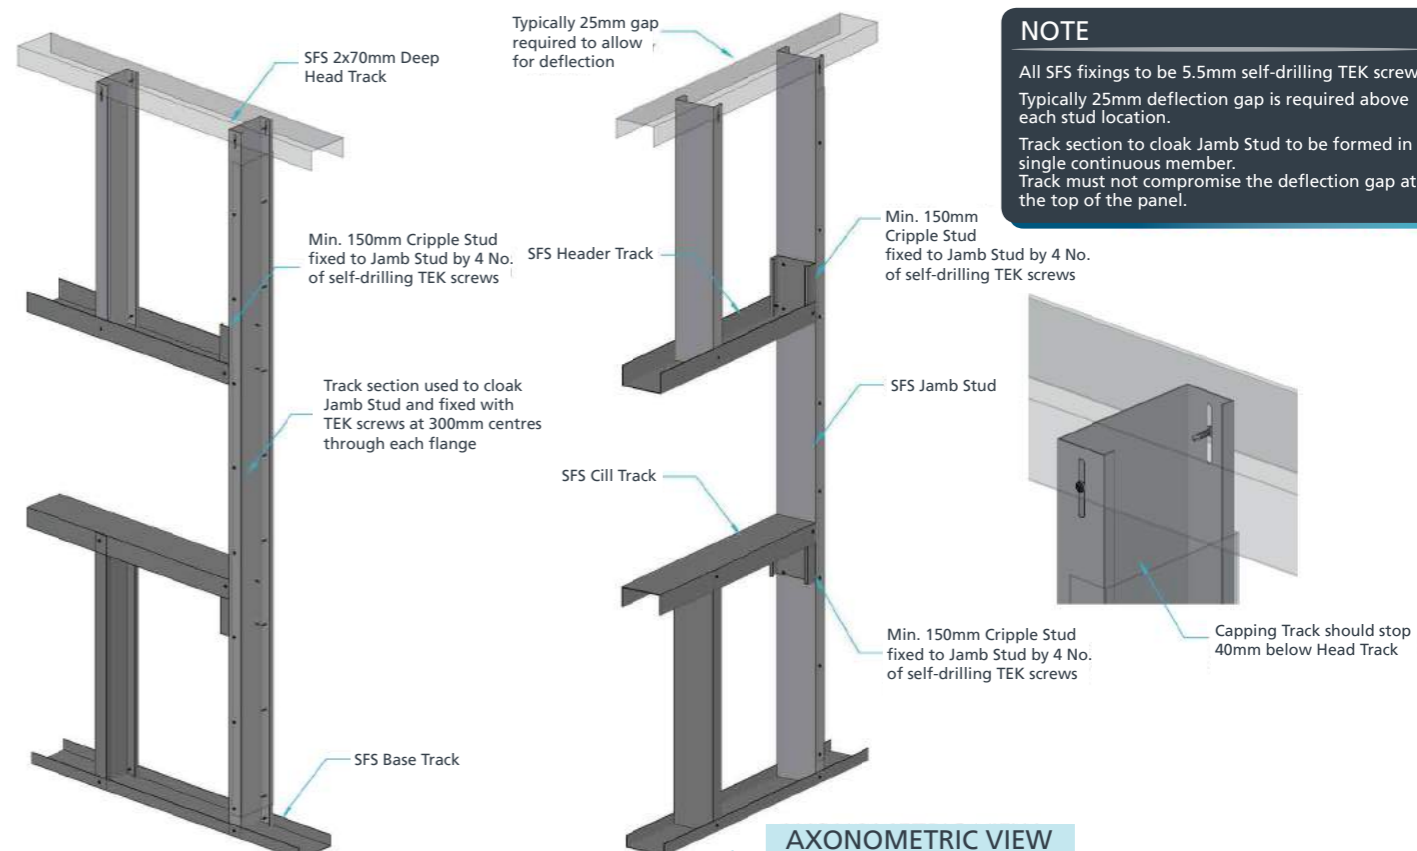 SFS 2x70mm Deep
Head Track
Typically 25mm gap
required to allow
for deflection
NOTE
All SFS fixings to be 5.5mm self-drilling TEK screw
Typically 25mm deflection gap is required above
each stud location.
Track section to cloak Jamb Stud to be formed in
single continuous member.
Track must not compromise the deflection gap at
the top of the panel.
Min. 150mm Cripple Stud
fixed to Jamb Stud by 4 No.
of self-drilling TEK screws
SFS Header Track
Min. 150mm
Cripple Stud
fixed to Jamb Stud by 4 No.
of self-drilling TEK screws
Track section used to cloak
Jamb Stud and fixed with
TEK screws at 300mm centres
through each flange
SFS Jamb Stud
SFS Cill Track
Min. 150mm Cripple Stud
fixed to Jamb Stud by 4 No.
of self-drilling TEK screws
Capping Track should stop
40mm below Head Track
SFS Base Track
AXONOMETRIC VIEW